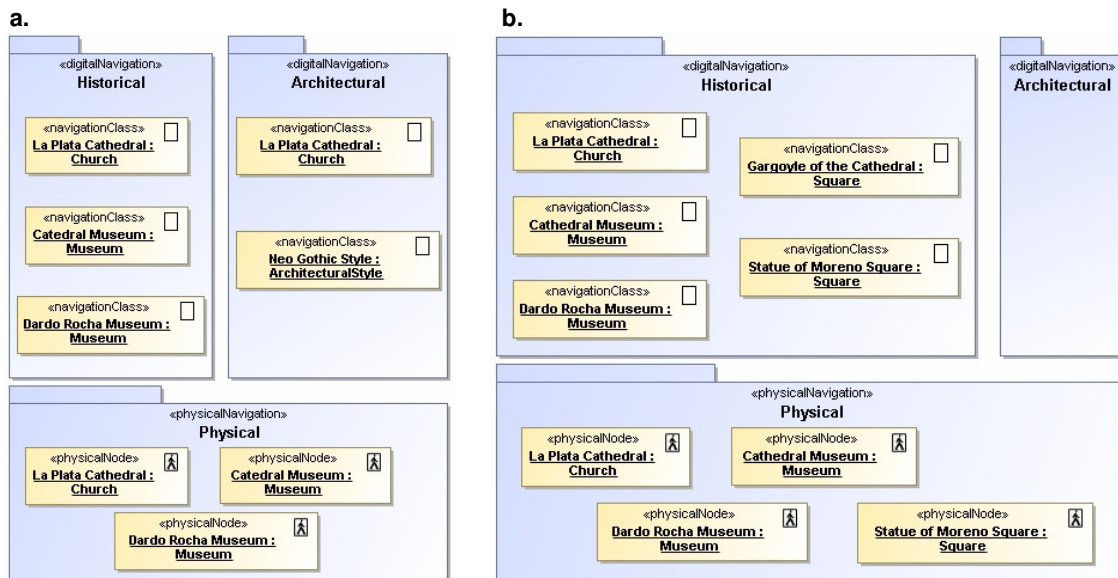 a.
«digitalNavigation»
Historical
«navigationClass»
La Plata Cathedral :
Church
«navigationClass»
Catedral Museum :
Museum
«navigationClass»
Dardo Rocha Museum :
Museum
«digitalNavigation»
Architectural
«navigationClass»
La Plata Cathedral :
Church
«navigationClass»
Neo Gothic Style :
ArchitecturalStyle
«physicalNavigation»
Physical
«physicalNode»
La Plata Cathedral :
Church
«physicalNode»
Catedral Museum :
Museum
«physicalNode»
Dardo Rocha Museum :
Museum
b.
«digitalNavigation»
Historical
«navigationClass»
La Plata Cathedral :
Church
«navigationClass»
Cathedral Museum :
Museum
«navigationClass»
Dardo Rocha Museum :
Museum
«navigationClass»
Gargoyle of the Cathedral :
Square
«navigationClass»
Statue of Moreno Square :
Square
«digitalNavigation»
Architectural
«physicalNavigation»
Physical
«physicalNode»
La Plata Cathedral :
Church
«physicalNode»
Cathedral Museum :
Museum
«physicalNode»
Dardo Rocha Museum :
Museum
«physicalNode»
Statue of Moreno Square :
Square